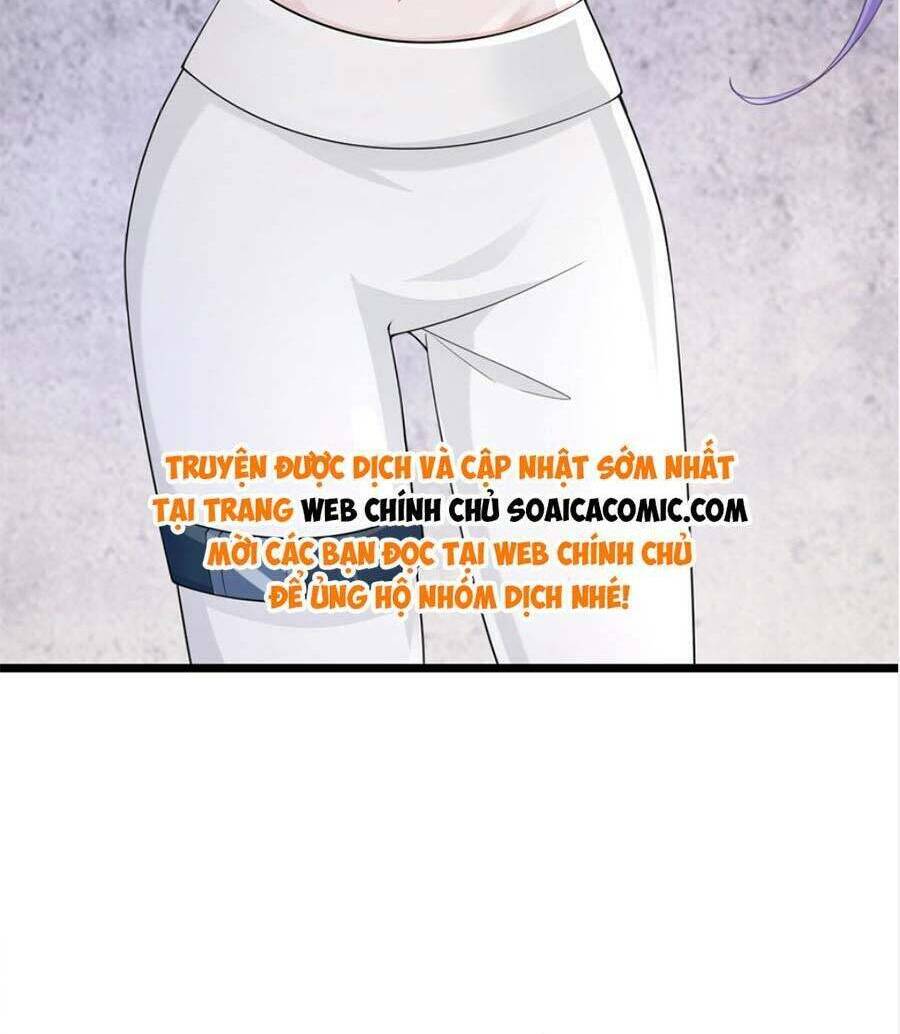 TRUYỆN ĐƯỢC DỊCH VÀ CẬP NHẬT SỚM NHẤT
TẠI TRANG WEB CHÍNH CHỦ SOAICACOMIC.COM
MỜI CÁC BẠN ĐỌC TẠI WEB CHÍNH CHỦ
ĐỂ ỦNG HỘ NHÓM DỊCH NHÉ!